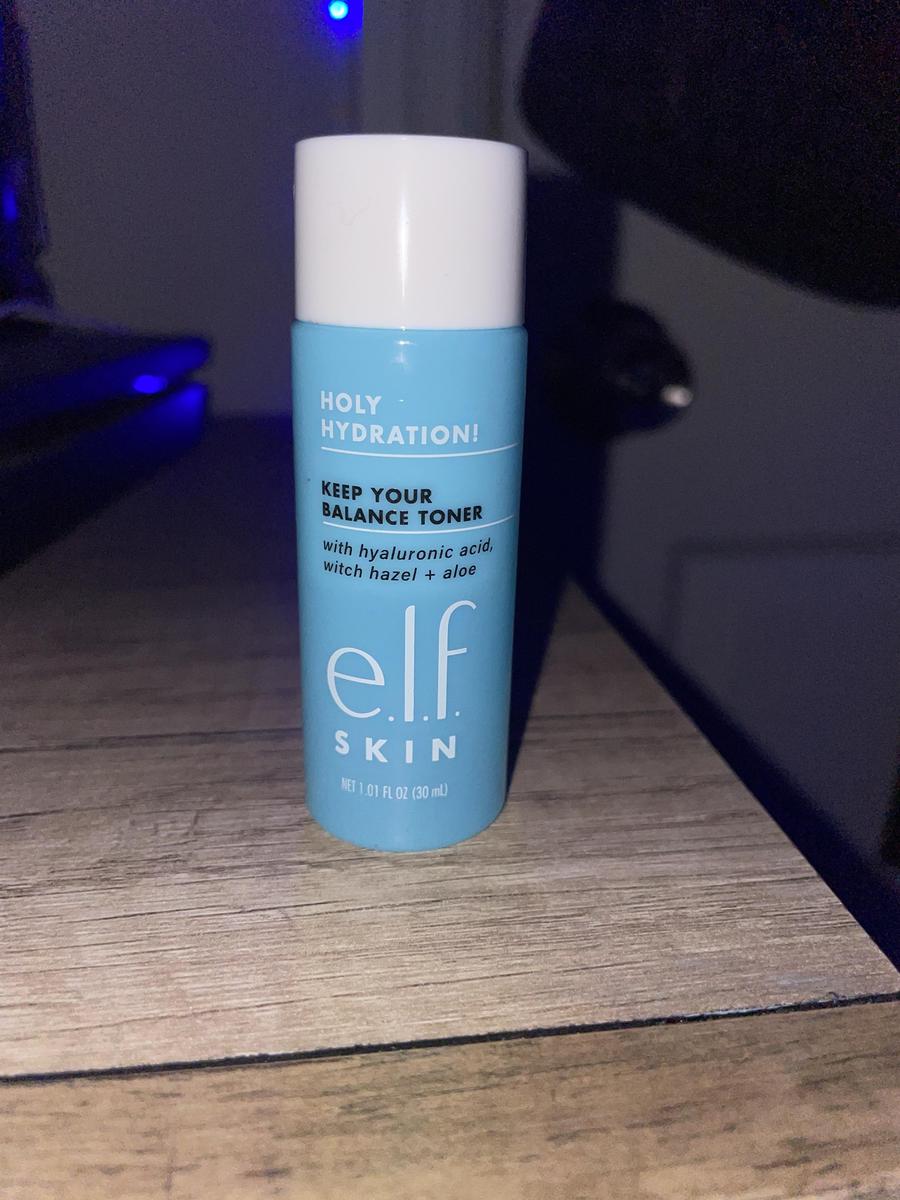 HOLY
HYDRATION!
KEEP YOUR
BALANCE TONER
with hyaluronic acid,
witch hazel + aloe
e.l.f.
SKIN
NET 1.01 FL OZ (30 mL)